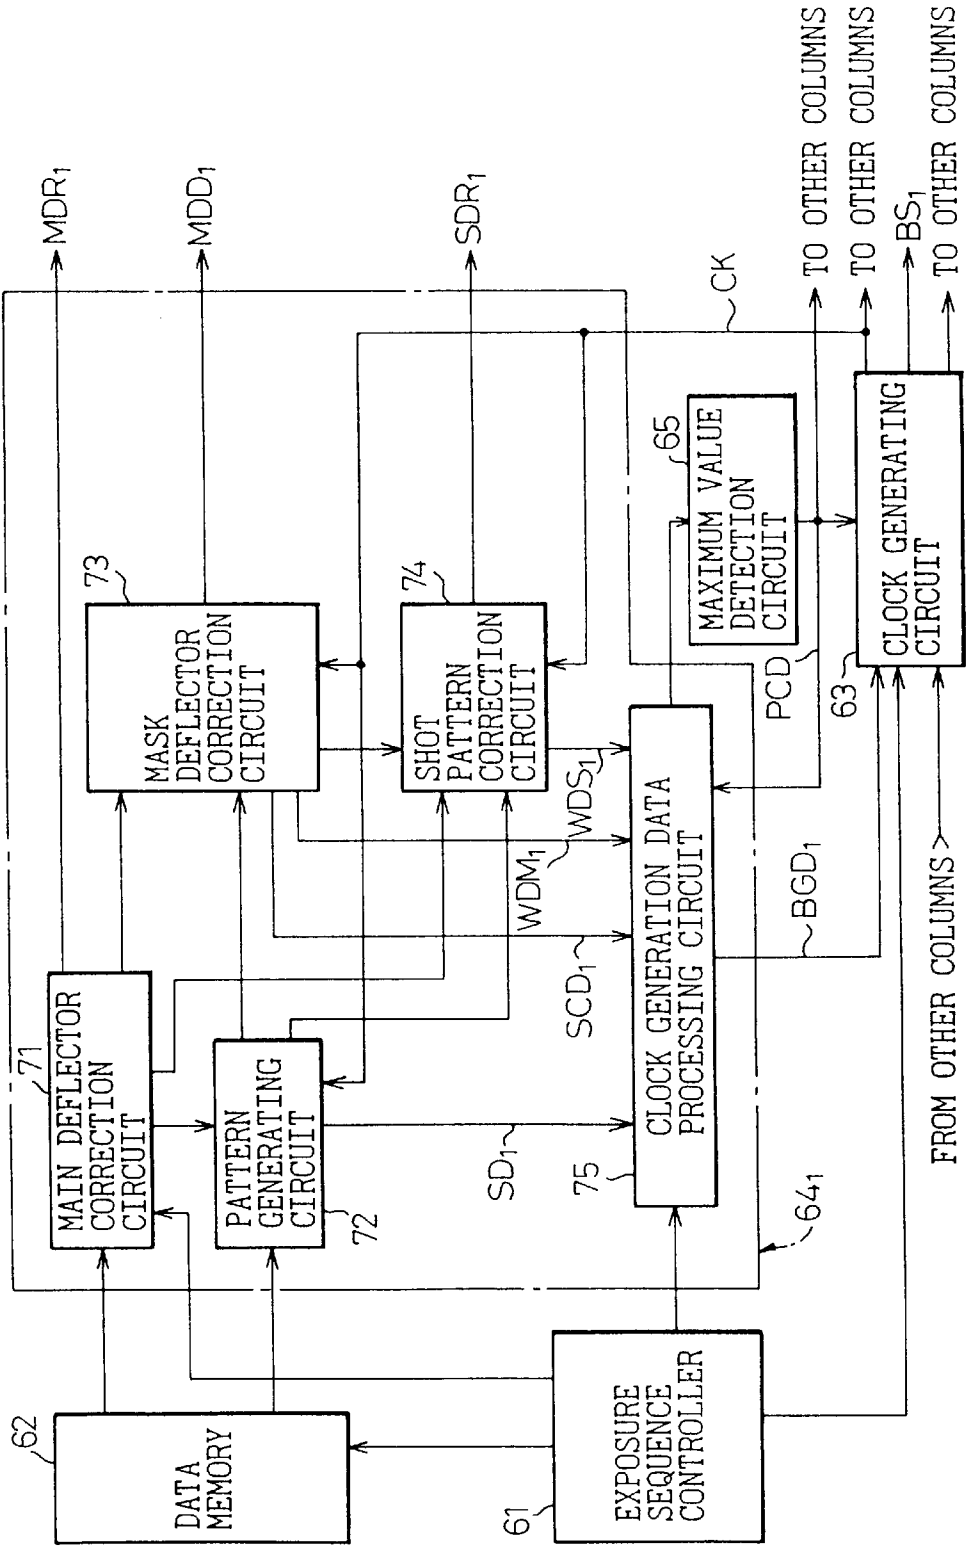 62
DATA
MEMORY
61
EXPOSURE
SEQUENCE
CONTROLLER
71
MAIN DEFLECTOR
CORRECTION
CIRCUIT
72
PATTERN
GENERATING
CIRCUIT
73
MASK
DEFLECTOR
CORRECTION
CIRCUIT
74
SHOT
PATTERN
CORRECTION
CIRCUIT
75
CLOCK GENERATION DATA
PROCESSING CIRCUIT
65
MAXIMUM VALUE
DETECTION
CIRCUIT
63
CLOCK GENERATING
CIRCUIT
MDR1
MDD1
SDR1
CK
SD1
SCD1
WDM1
WDS1
PCD
BGD1
641
TO OTHER COLUMNS
TO OTHER COLUMNS
BS1
TO OTHER COLUMNS
FROM OTHER COLUMNS